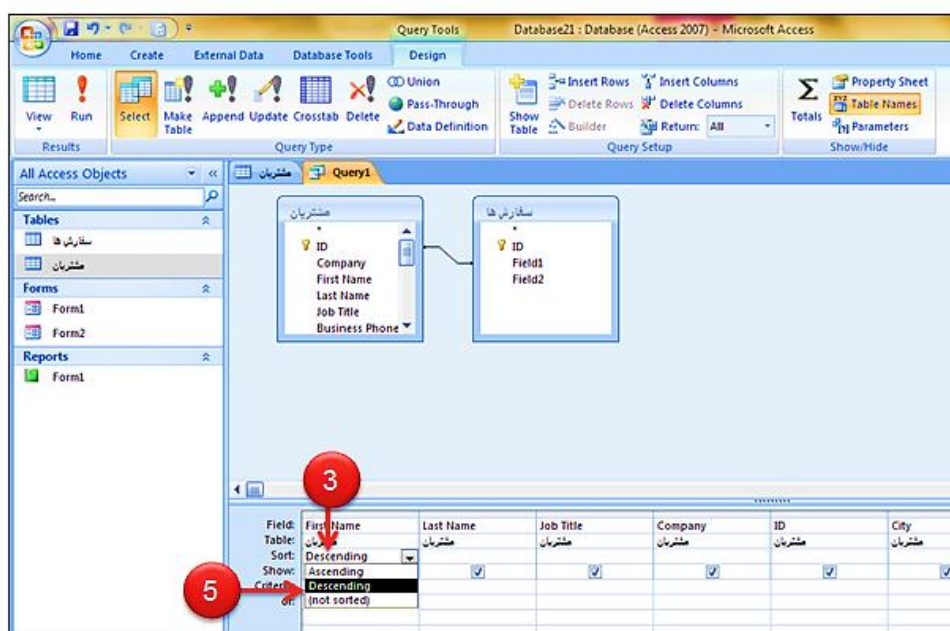 Query Tools
Database21 : Database (Access 2007) - Microsoft Access
Home Create External Data Database Tools Design
View
Run
Select
Make Table
Append
Update
Crosstab
Delete
Union
Pass-Through
Data Definition
Show Table
Insert Rows
Delete Rows
Builder
Insert Columns
Delete Columns
Return: All
Totals
Property Sheet
Table Names
Parameters
Results
Query Type
Query Setup
Show/Hide
All Access Objects
Search...
Tables
سفارش ها
مشتریان
Forms
Form1
Form2
Reports
Form1
مشتریان
Query1
مشتریان
*
ID
Company
First Name
Last Name
Job Title
Business Phone
سفارش ها
*
ID
Field1
Field2
3
Field: First Name Last Name Job Title Company ID City
Table: مشتریان مشتریان مشتریان مشتریان مشتریان مشتریان
Sort: Descending
Show: Ascending
Descending
or: (not sorted)
5